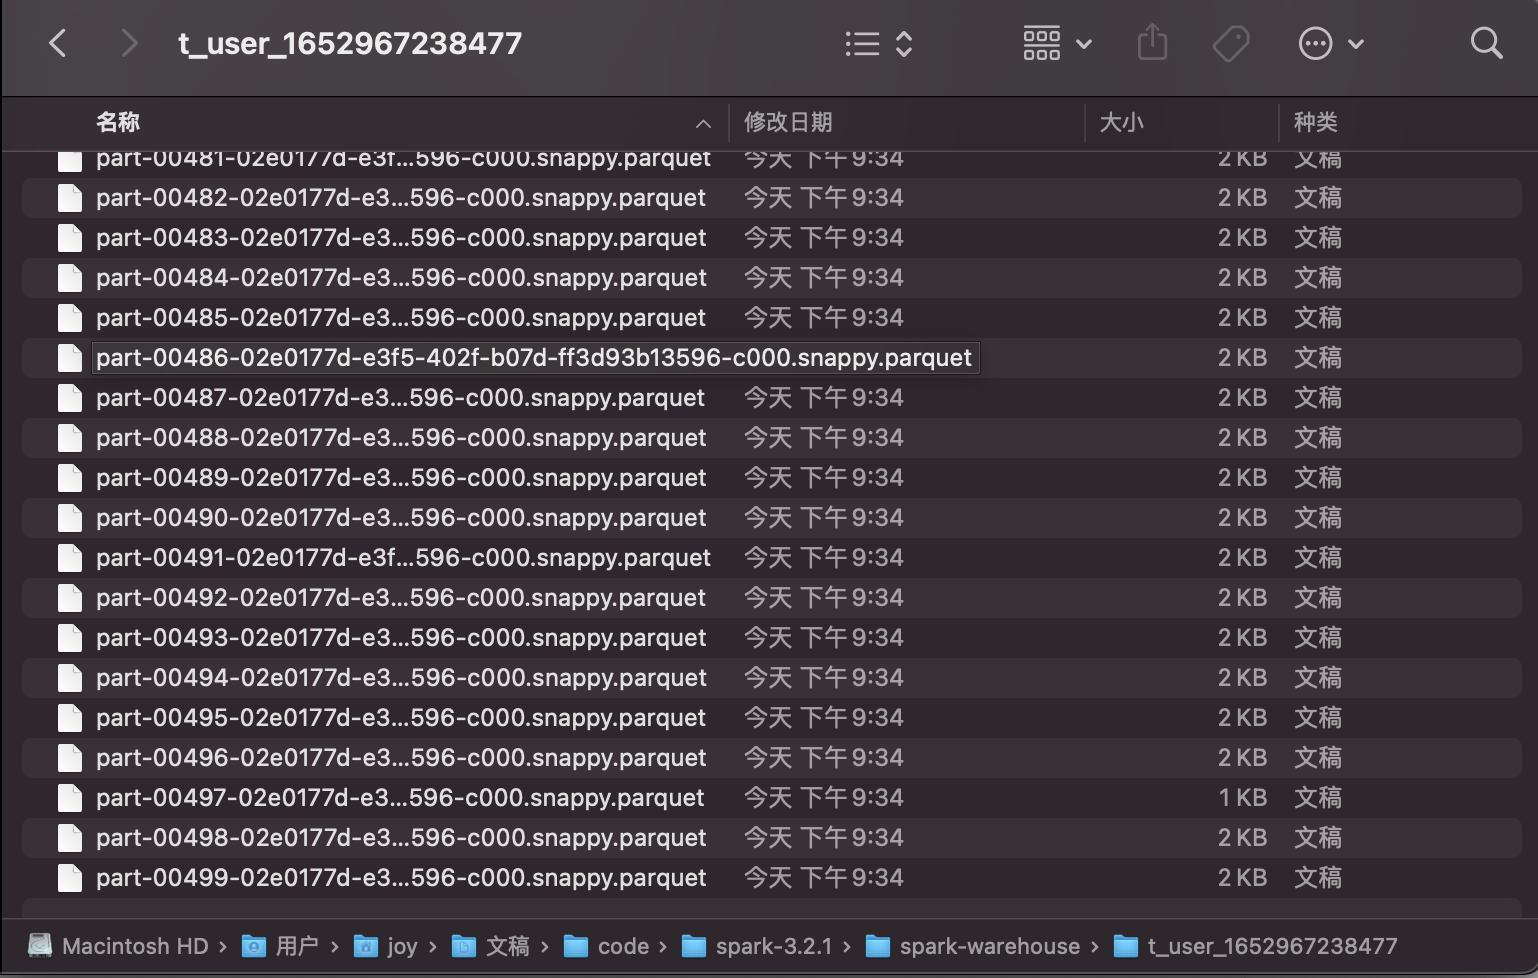 t_user_1652967238477
名称 修改日期 大小 种类
part-00481-02e0177d-e3f...596-c000.snappy.parquet 今天 下午9:34 2 KB 文稿
part-00482-02e0177d-e3...596-c000.snappy.parquet 今天 下午9:34 2 KB 文稿
part-00483-02e0177d-e3...596-c000.snappy.parquet 今天 下午9:34 2 KB 文稿
part-00484-02e0177d-e3...596-c000.snappy.parquet 今天 下午9:34 2 KB 文稿
part-00485-02e0177d-e3...596-c000.snappy.parquet 今天 下午9:34 2 KB 文稿
part-00486-02e0177d-e3f5-402f-b07d-ff3d93b13596-c000.snappy.parquet 2 KB 文稿
part-00487-02e0177d-e3...596-c000.snappy.parquet 今天 下午9:34 2 KB 文稿
part-00488-02e0177d-e3...596-c000.snappy.parquet 今天 下午9:34 2 KB 文稿
part-00489-02e0177d-e3...596-c000.snappy.parquet 今天 下午9:34 2 KB 文稿
part-00490-02e0177d-e3...596-c000.snappy.parquet 今天 下午9:34 2 KB 文稿
part-00491-02e0177d-e3f...596-c000.snappy.parquet 今天 下午9:34 2 KB 文稿
part-00492-02e0177d-e3...596-c000.snappy.parquet 今天 下午9:34 2 KB 文稿
part-00493-02e0177d-e3...596-c000.snappy.parquet 今天 下午9:34 2 KB 文稿
part-00494-02e0177d-e3...596-c000.snappy.parquet 今天 下午9:34 2 KB 文稿
part-00495-02e0177d-e3...596-c000.snappy.parquet 今天 下午9:34 2 KB 文稿
part-00496-02e0177d-e3...596-c000.snappy.parquet 今天 下午9:34 2 KB 文稿
part-00497-02e0177d-e3...596-c000.snappy.parquet 今天 下午9:34 1 KB 文稿
part-00498-02e0177d-e3...596-c000.snappy.parquet 今天 下午9:34 2 KB 文稿
part-00499-02e0177d-e3...596-c000.snappy.parquet 今天 下午9:34 2 KB 文稿
Macintosh HD › 用户 › joy › 文稿 › code › spark-3.2.1 › spark-warehouse › t_user_1652967238477